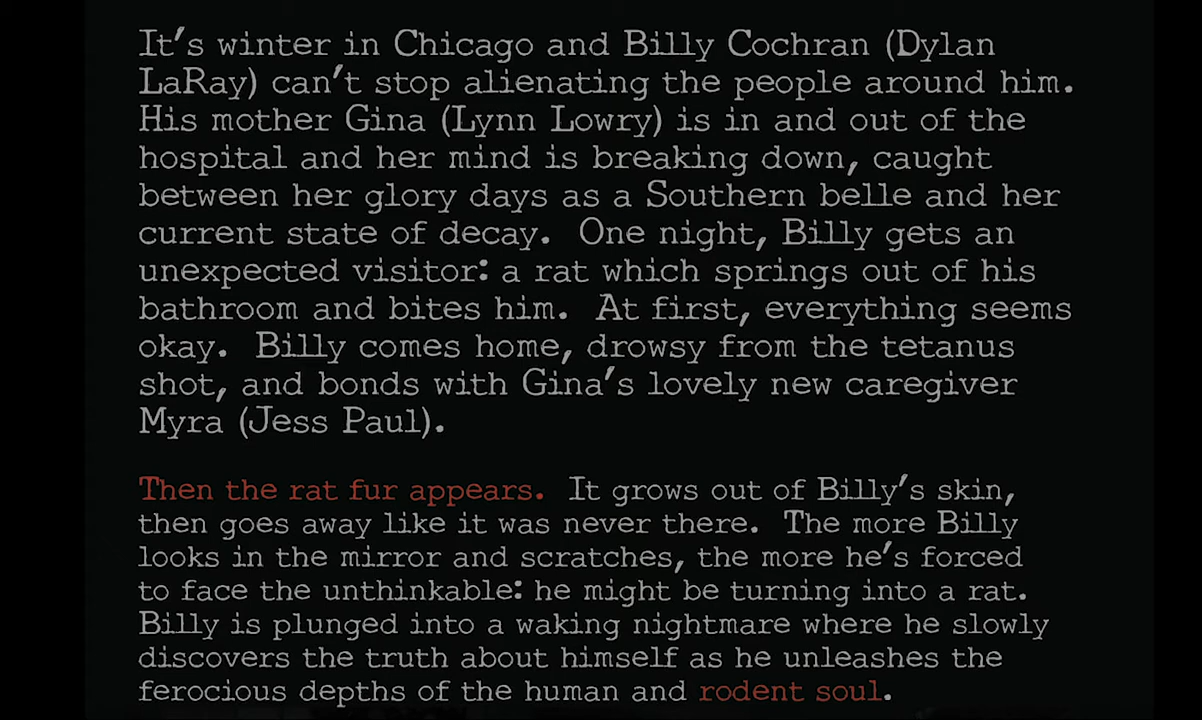 It's winter in Chicago and Billy Cochran (Dylan
LaRay) can't stop alienating the people around him.
His mother Gina (Lynn Lowry) is in and out of the
hospital and her mind is breaking down, caught
between her glory days as a Southern belle and her
current state of decay.  One night, Billy gets an
unexpected visitor: a rat which springs out of his
bathroom and bites him.  At first, everything seems
okay.  Billy comes home, drowsy from the tetanus
shot, and bonds with Gina's lovely new caregiver
Myra (Jess Paul).
Then the rat fur appears.  It grows out of Billy's skin,
then goes away like it was never there.  The more Billy
looks in the mirror and scratches, the more he's forced
to face the unthinkable: he might be turning into a rat.
Billy is plunged into a waking nightmare where he slowly
discovers the truth about himself as he unleashes the
ferocious depths of the human and rodent soul.